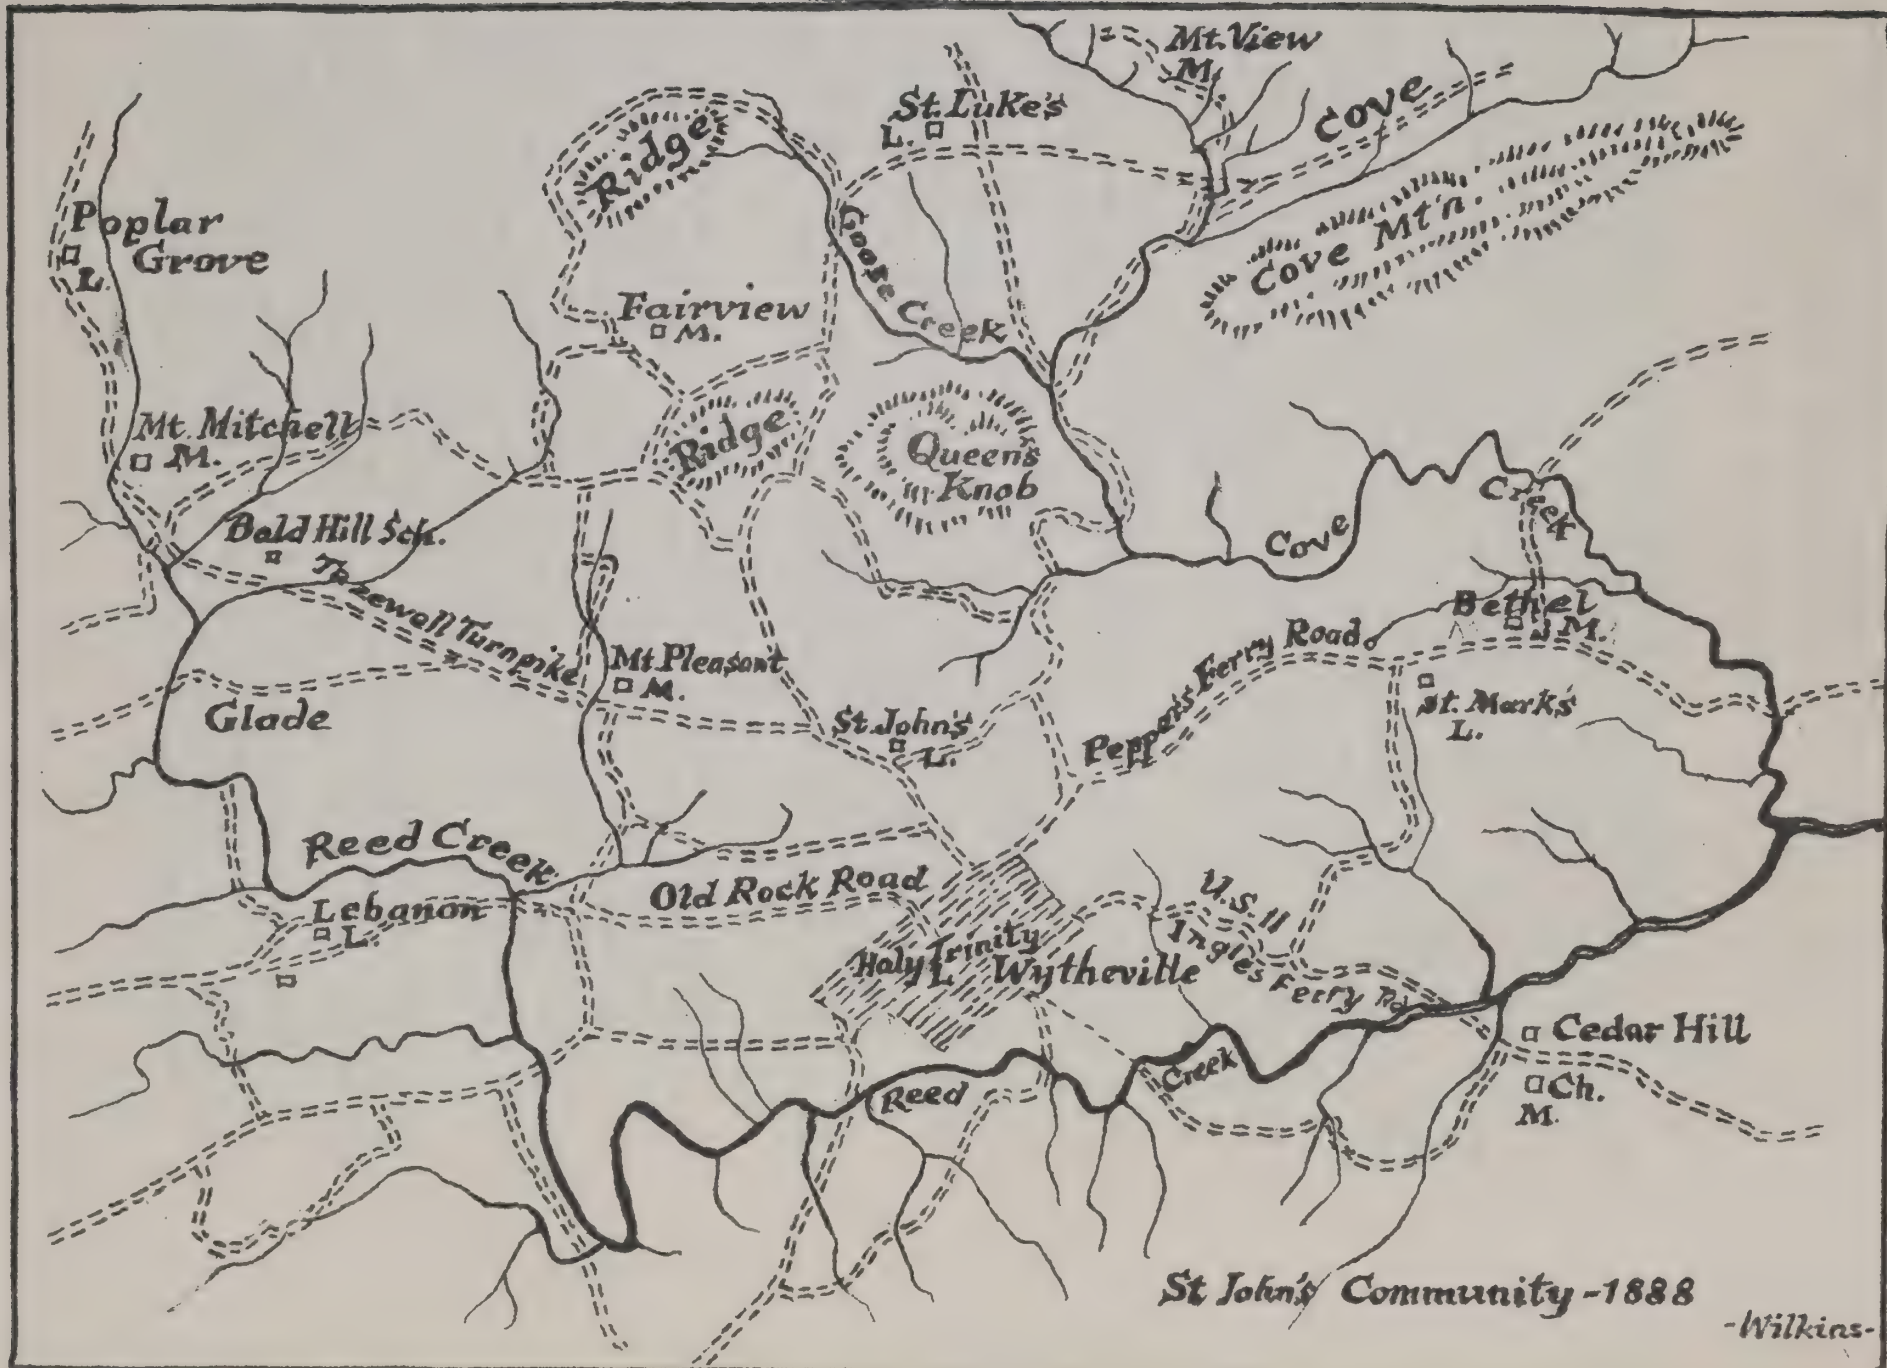 Mt. View
M.
St. Luke's
L.
Cove
Ridge
Poplar
Grove
L.
Goose Creek
Cove Mt'n.
Fairview
M.
Mt. Mitchell
M.
Ridge
Queen's
Knob
Bald Hill Sch.
Tazewell Turnpike
Cove
Creek
Bethel
M.
Mt. Pleasant
M.
Pepper's Ferry Road
St. Mark's
L.
Glade
St. John's
L.
Reed Creek
Lebanon
L.
Old Rock Road
U.S. 11
Ingles Ferry Rd.
Holy Trinity
L.
Wytheville
Cedar Hill
Ch.
M.
Reed
Creek
St John's Community - 1888
- Wilkins -